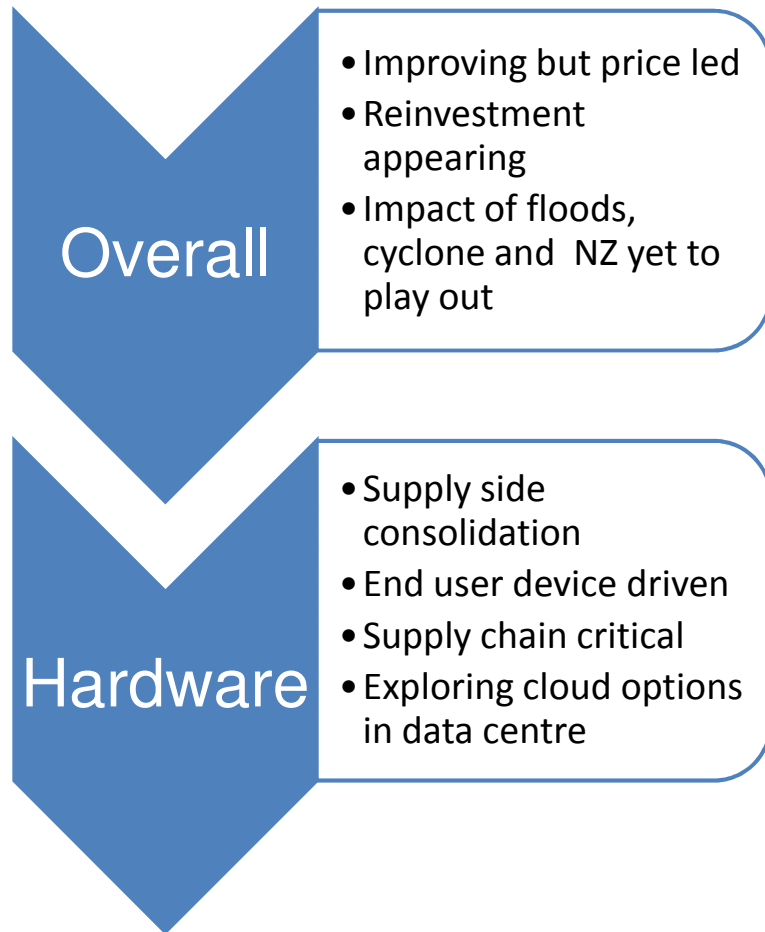 Overall
• Improving but price led
• Reinvestment
appearing
• Impact of floods,
cyclone and  NZ yet to
play out
Hardware
• Supply side
consolidation
• End user device driven
• Supply chain critical
• Exploring cloud options
in data centre